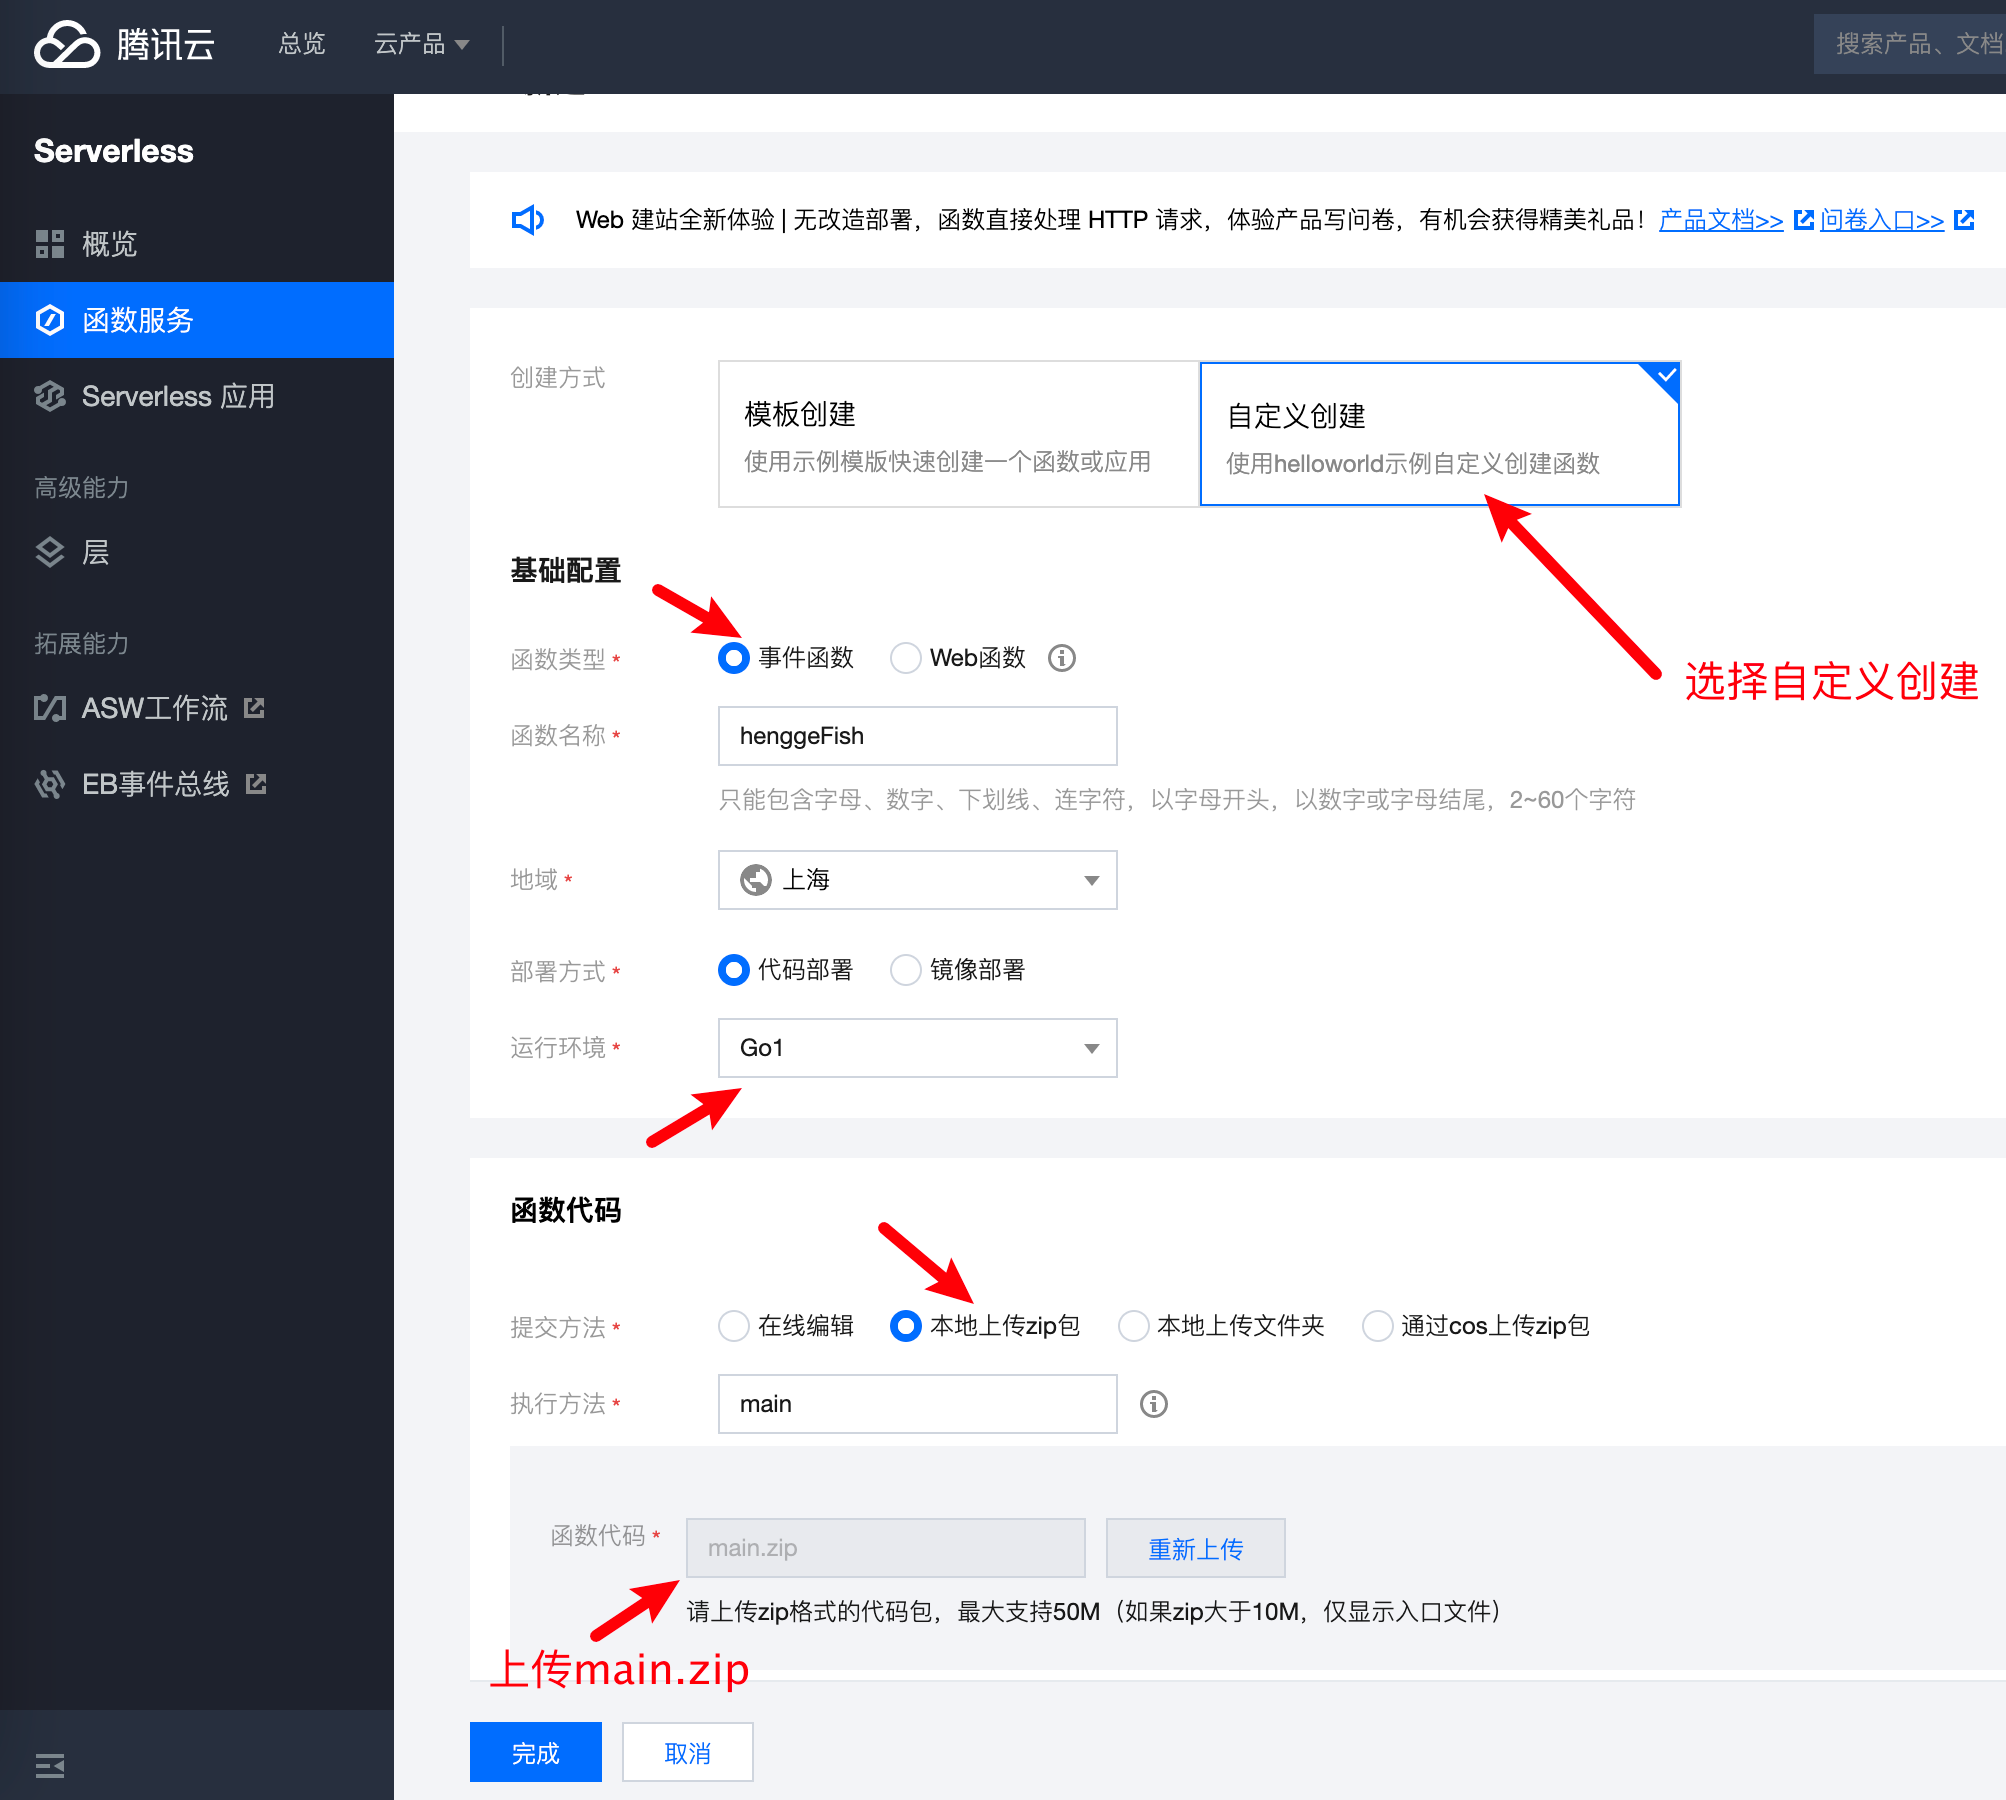 腾讯云
总览
云产品
搜索产品、文档
Serverless
概览
函数服务
Serverless 应用
高级能力
层
拓展能力
ASW工作流
EB事件总线
Web 建站全新体验 | 无改造部署，函数直接处理 HTTP 请求，体验产品写问卷，有机会获得精美礼品！产品文档>> 问卷入口>>
创建方式
模板创建
使用示例模版快速创建一个函数或应用
自定义创建
使用helloworld示例自定义创建函数
选择自定义创建
基础配置
函数类型 * 事件函数 Web函数
函数名称 * henggeFish
只能包含字母、数字、下划线、连字符，以字母开头，以数字或字母结尾，2~60个字符
地域 * 上海
部署方式 * 代码部署 镜像部署
运行环境 * Go1
函数代码
提交方法 * 在线编辑 本地上传zip包 本地上传文件夹 通过cos上传zip包
执行方法 * main
函数代码 * main.zip 重新上传
请上传zip格式的代码包，最大支持50M（如果zip大于10M，仅显示入口文件）
上传main.zip
完成 取消